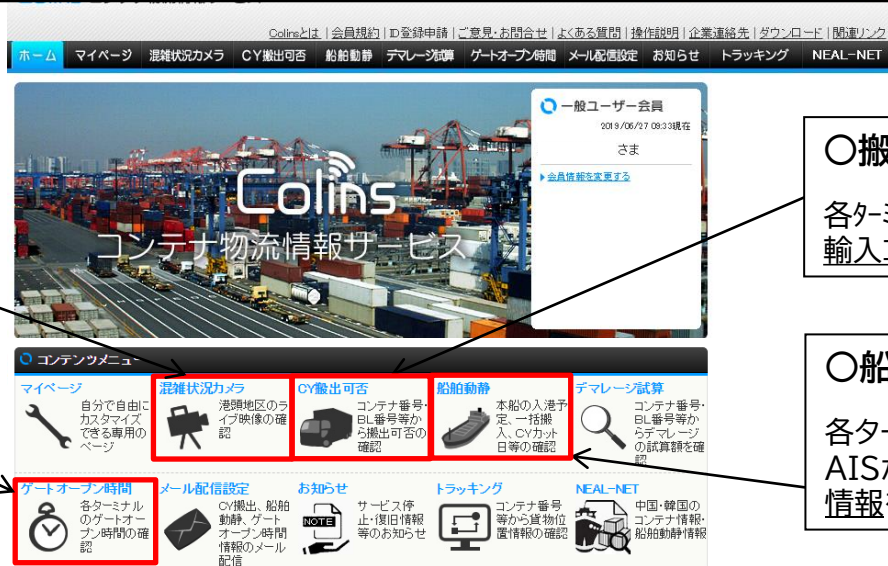 Colinsとは | 会員規約 | ID登録申請 | ご意見・お問合せ | よくある質問 | 操作説明 | 企業連絡先 | ダウンロード | 関連リンク
ホーム マイページ 混雑状況カメラ CY搬出可否 船舶動静 デマレージ試算 ゲートオープン時間 メール配信設定 お知らせ トラッキング NEAL-NET
一般ユーザー会員
2019/06/27 09:33現在
さま
会員情報を変更する
Colins
コンテナ物流情報サービス
〇搬
各ターミ
輸入コ
〇船
各ター
AISが
情報を
コンテンツメニュー
マイページ
自分で自由に
カスタマイズ
できる専用の
ページ
混雑状況カメラ
港頭地区のラ
イブ映像の確
認
CY搬出可否
コンテナ番号・
BL番号等か
ら搬出可否の
確認
船舶動静
本船の入港予
定、一括搬
入、CYカット
日等の確認
デマレージ試算
コンテナ番号・
BL番号等か
らデマレージ
の試算額を確
認
ゲートオープン時間
各ターミナル
のゲートオー
プン時間の確
認
メール配信設定
CY搬出、船舶
動静、ゲート
オープン時間
情報のメール
配信
お知らせ
NOTE
サービス停
止・復旧情報
等のお知らせ
トラッキング
コンテナ番号
等から貨物位
置情報の確認
NEAL-NET
中国・韓国の
コンテナ情報・
船舶動静情報